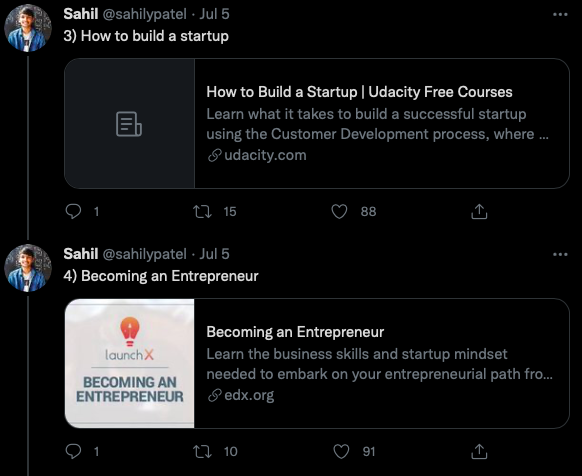 Sahil @sahilypatel · Jul 5
3) How to build a startup
How to Build a Startup | Udacity Free Courses
Learn what it takes to build a successful startup
using the Customer Development process, where ...
udacity.com
1 15 88
Sahil @sahilypatel · Jul 5
4) Becoming an Entrepreneur
launchX
BECOMING AN
ENTREPRENEUR
Becoming an Entrepreneur
Learn the business skills and startup mindset
needed to embark on your entrepreneurial path fro...
edx.org
1 10 91